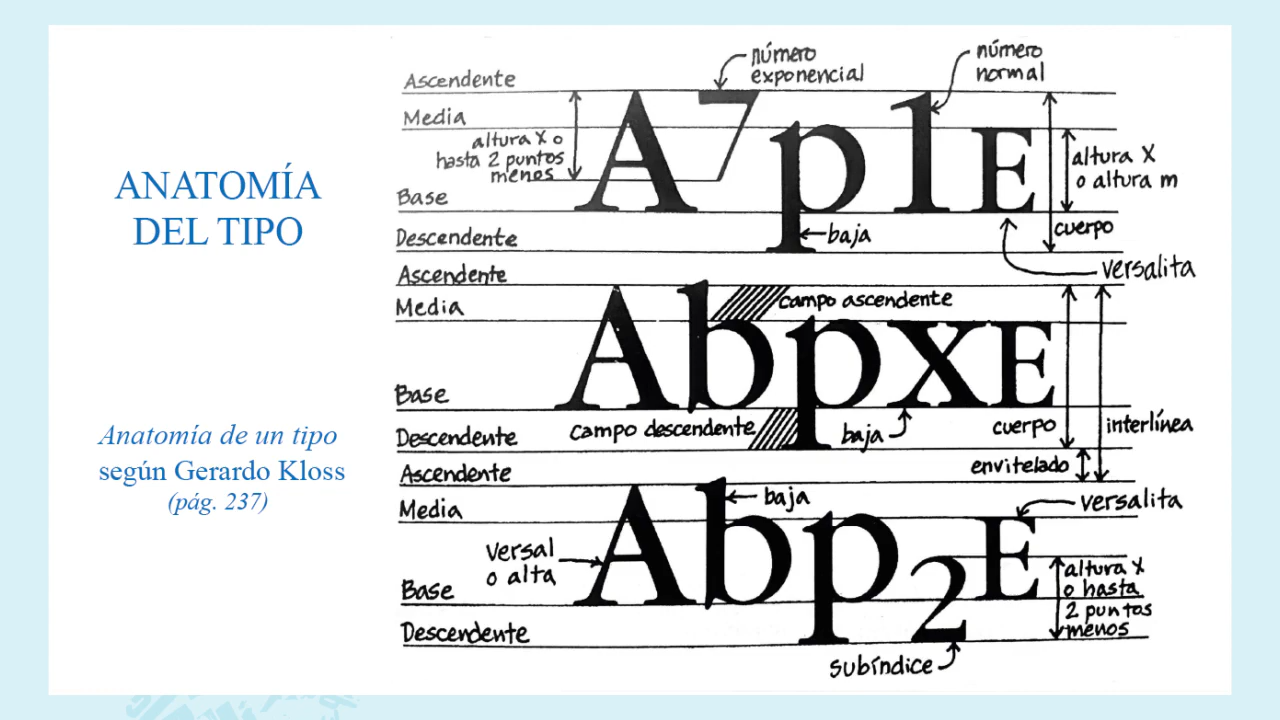 ANATOMÍA
DEL TIPO
Anatomía de un tipo
según Gerardo Kloss
(pág. 237)
número
exponencial
número
normal
Ascendente
Media
altura X o
hasta 2 puntos
menos
Base
Descendente
A 7 p 1 E
altura X
o altura m
baja
cuerpo
versalita
Ascendente
Media
campo ascendente
AbpxE
Base
Descendente
campo descendente
baja
cuerpo
interlínea
envitelado
Ascendente
Media
baja
versalita
versal
o alta
Abp2E
altura X
o hasta
2 puntos
menos
Base
Descendente
subíndice